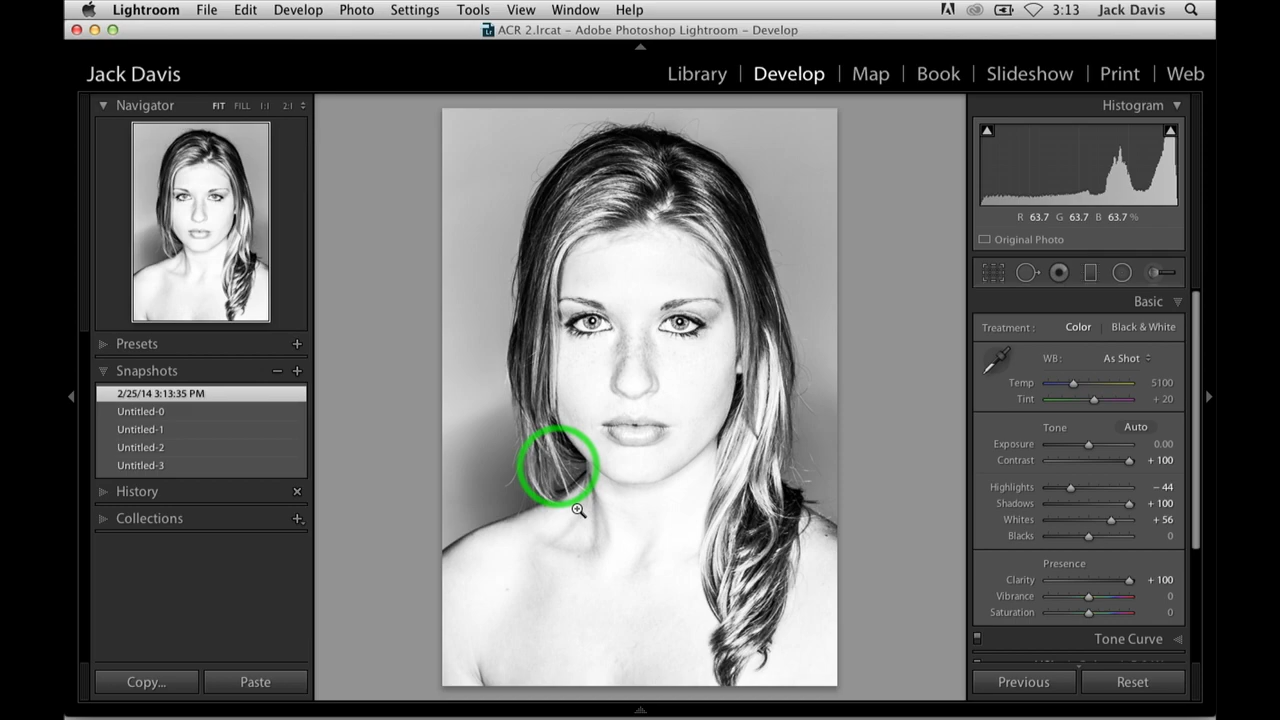 Lightroom File Edit Develop Photo Settings Tools View Window Help 3:13 Jack Davis
ACR 2.lrcat – Adobe Photoshop Lightroom – Develop
Jack Davis
Library | Develop | Map | Book | Slideshow | Print | Web
Navigator FIT FILL 1:1 2:1
Presets
Snapshots
2/25/14 3:13:35 PM
Untitled-0
Untitled-1
Untitled-2
Untitled-3
History
Collections
Copy... Paste
Histogram
R 63.7 G 63.7 B 63.7 %
Original Photo
Basic
Treatment : Color | Black & White
WB: As Shot
Temp 5100
Tint + 20
Tone Auto
Exposure 0.00
Contrast + 100
Highlights – 44
Shadows + 100
Whites + 56
Blacks 0
Presence
Clarity + 100
Vibrance 0
Saturation 0
Tone Curve
Previous Reset